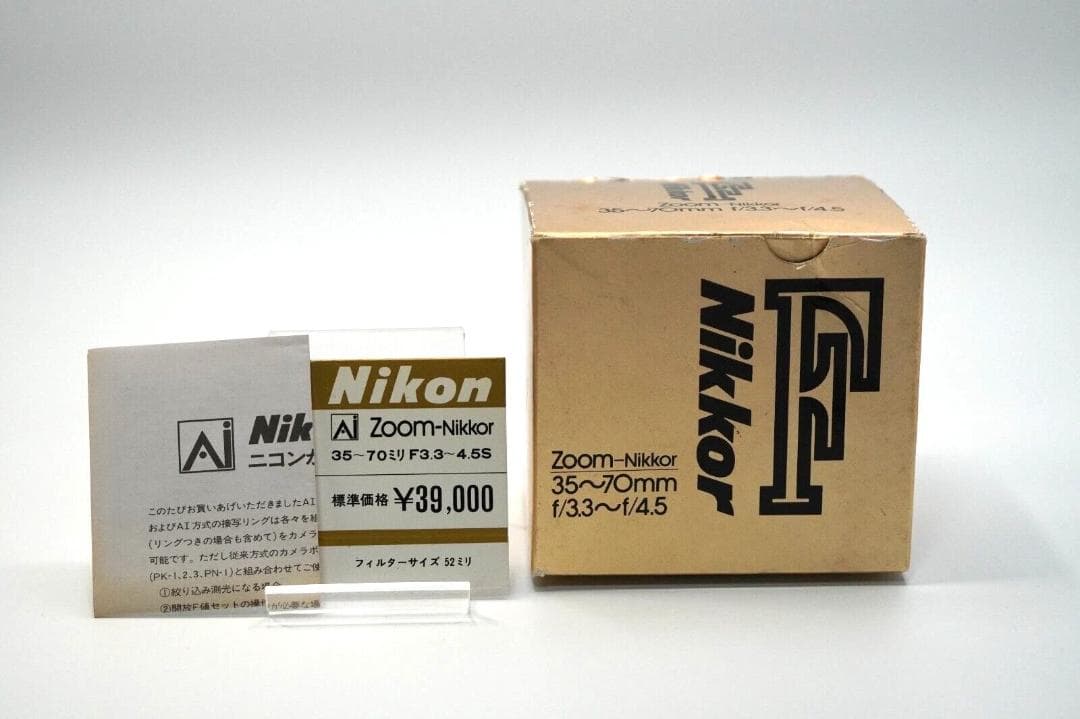 Ai Nik
ニコンカ
このたびお買いあげいただきましたAI
およびAI方式の接写リングは各々を組
(リングつきの場合も含めて)をカメラ
可能です。ただし従来方式のカメラボ
(PK-1,2,3,PN-1)と組み合わせてご使
①絞り込み測光になる場合
②開放F値セットの操作が必要な場
Nikon
Ai Zoom-Nikkor
35〜70ミリ F3.3〜4.5S
標準価格 ¥39,000
フィルターサイズ 52ミリ
Nikkor
Zoom-Nikkor
35〜70mm f/3.3〜f/4.5
Nikkor
Zoom-Nikkor
35〜70mm
f/3.3〜f/4.5